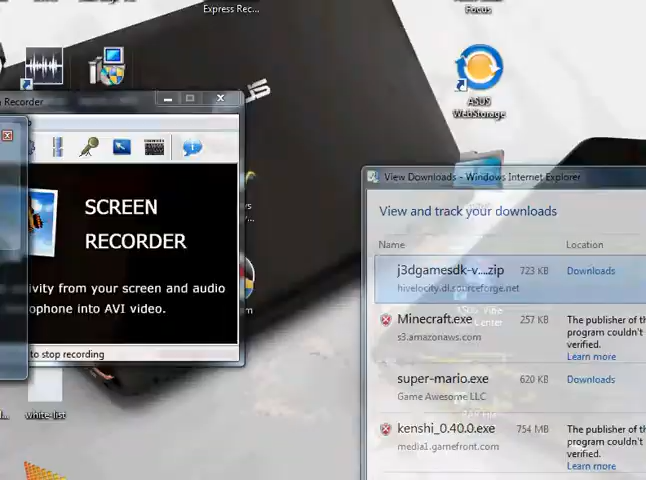 Express Rec...
Focus
ASUS
WebStorage
Recorder
SCREEN
RECORDER
ivity from your screen and audio
ophone into AVI video.
to stop recording
white-list
View Downloads - Windows Internet Explorer
View and track your downloads
Name
Location
j3dgamesdk-v....zip
723 KB
Downloads
hivelocity.dl.sourceforge.net
Minecraft.exe
257 KB
The publisher of th
program couldn't
verified.
Learn more
s3.amazonaws.com
super-mario.exe
620 KB
Downloads
Game Awesome LLC
kenshi_0.40.0.exe
754 MB
The publisher of th
program couldn't
verified.
Learn more
media1.gamefront.com